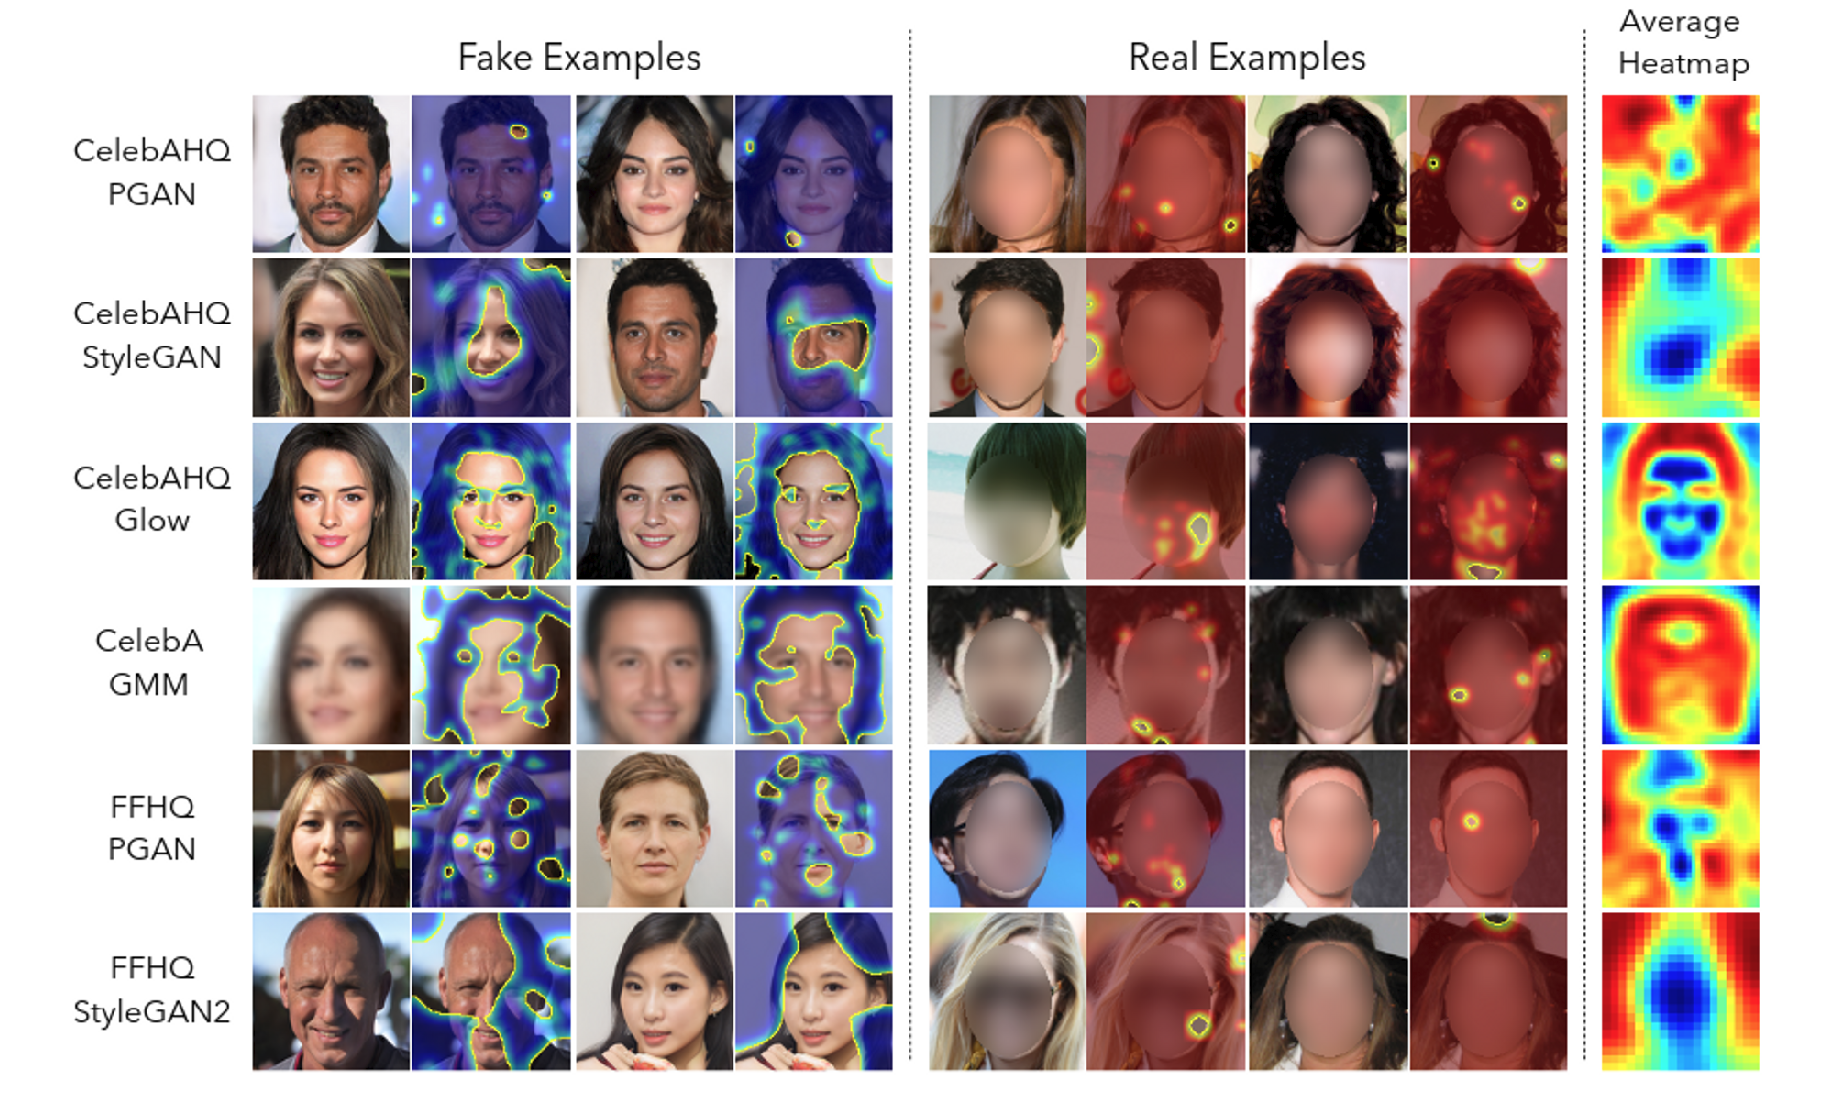 Fake Examples
Real Examples
Average
Heatmap
CelebAHQ
PGAN
CelebAHQ
StyleGAN
CelebAHQ
Glow
CelebA
GMM
FFHQ
PGAN
FFHQ
StyleGAN2